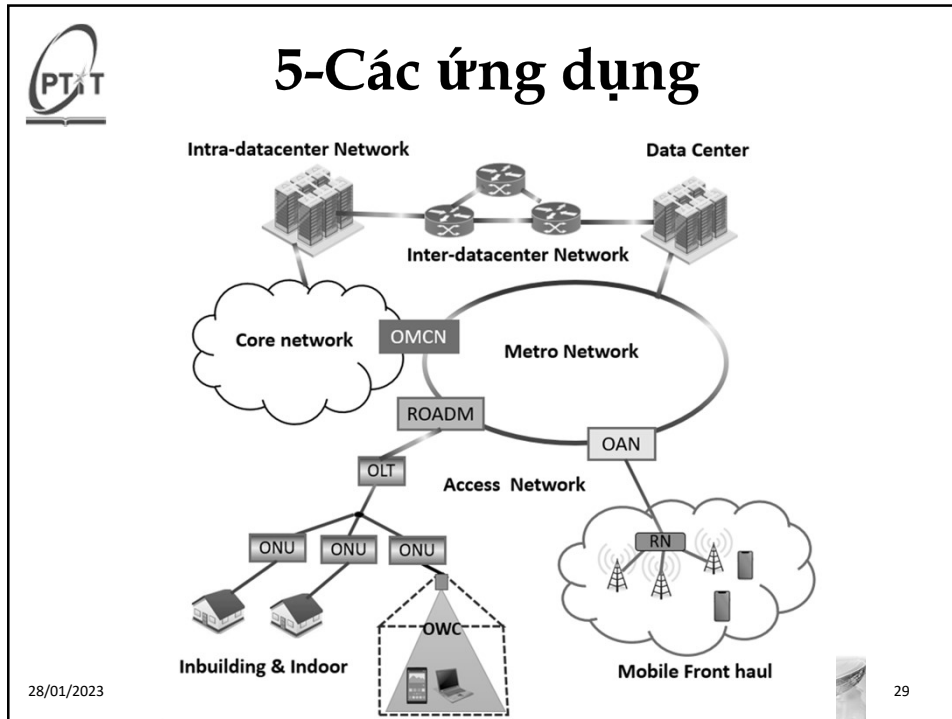 PTIT
5-Các ứng dụng
Intra-datacenter Network
Data Center
Inter-datacenter Network
Core network
OMCN
Metro Network
ROADM
OAN
OLT
Access Network
ONU
ONU
ONU
RN
OWC
Inbuilding & Indoor
Mobile Front haul
28/01/2023
29